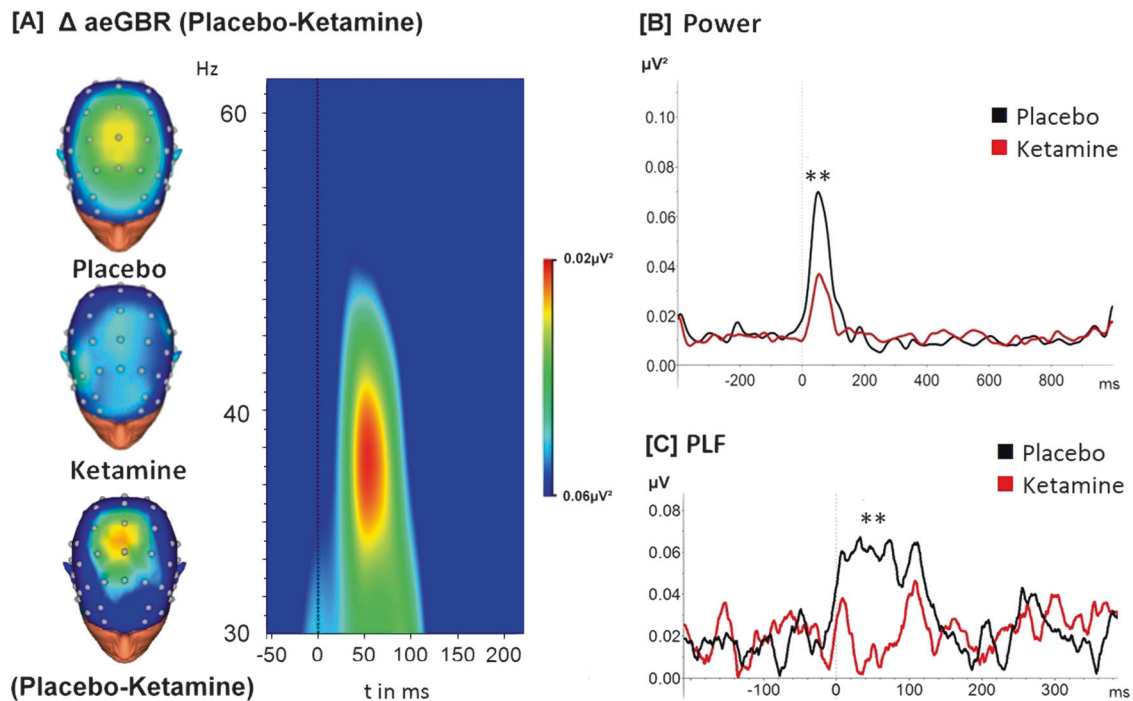 [A] Δ aeGBR (Placebo-Ketamine)
Hz
60
40
30
-50 0 50 100 150 200
t in ms
0.02µV²
0.06µV²
Placebo
Ketamine
(Placebo-Ketamine)
[B] Power
µV²
0.10
0.08
0.06
0.04
0.02
0.00
-200 0 200 400 600 800 ms
**
Placebo
Ketamine
[C] PLF
µV
0.08
0.06
0.04
0.02
0.00
-100 0 100 200 300 ms
**
Placebo
Ketamine